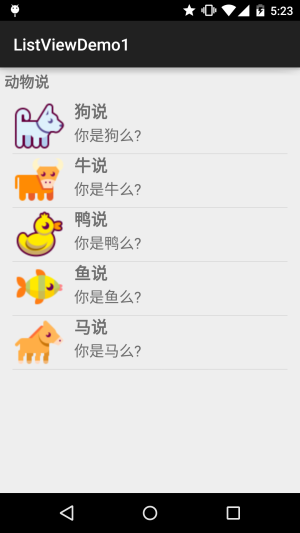 5:23
ListViewDemo1
动物说
狗说
你是狗么?
牛说
你是牛么?
鸭说
你是鸭么?
鱼说
你是鱼么?
马说
你是马么?